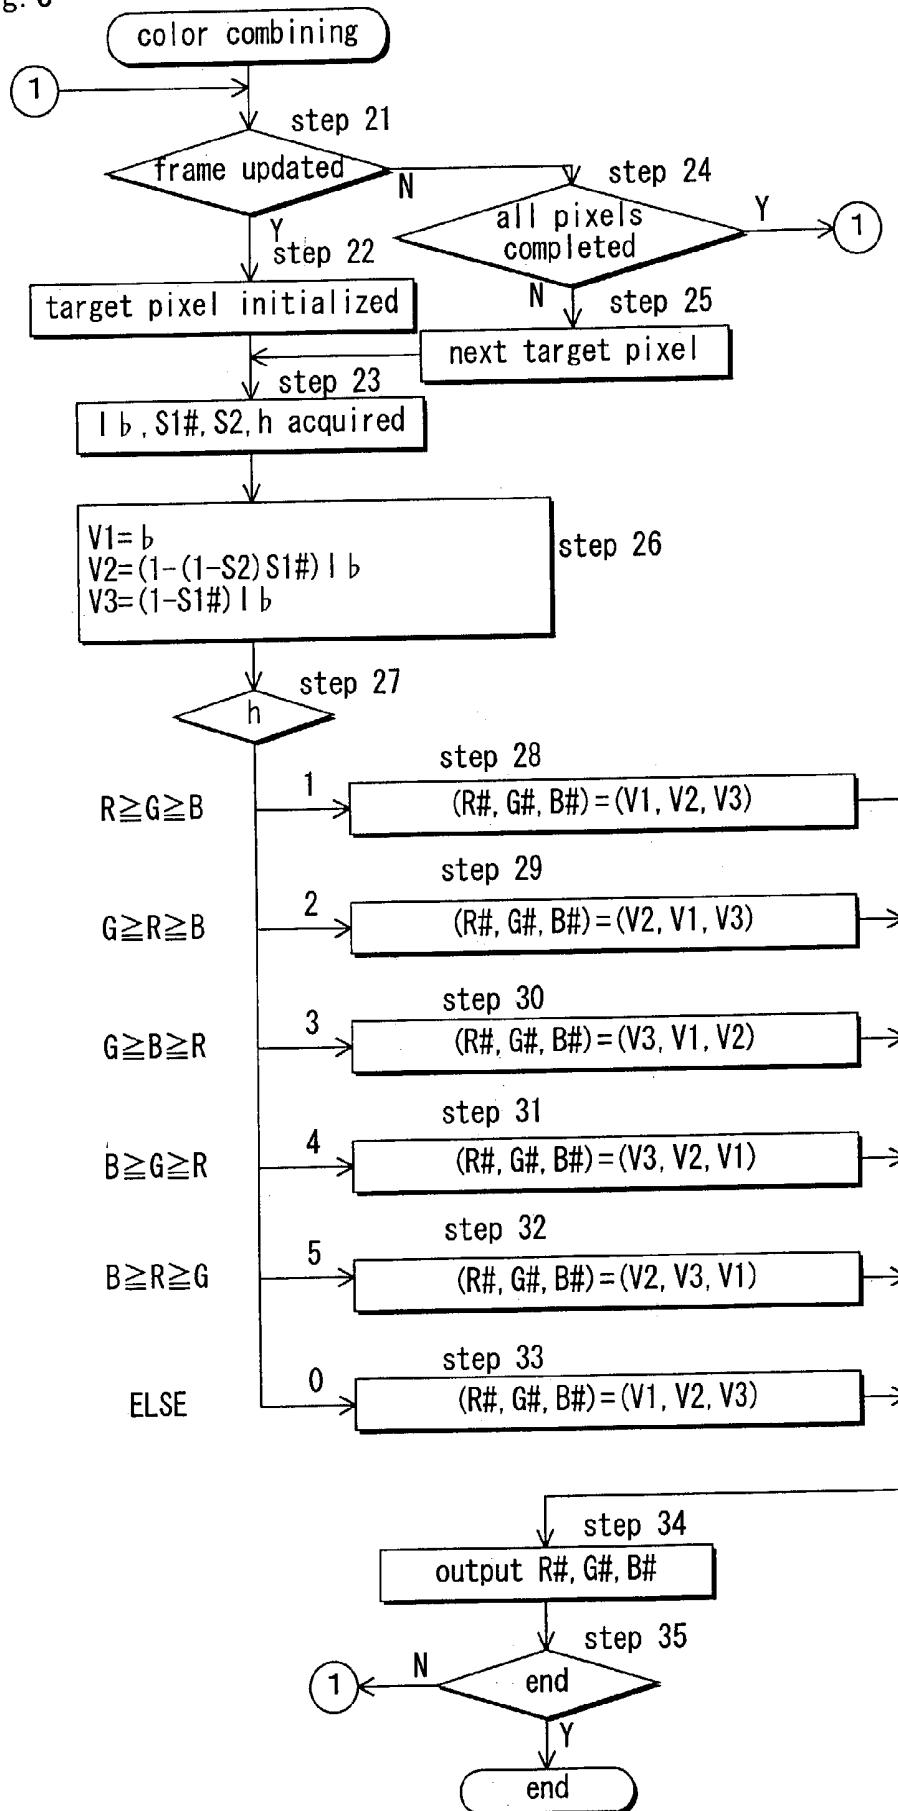 g. 6
color combining
1
step 21
frame updated
N
step 24
all pixels
completed
Y
1
Y
step 22
target pixel initialized
N
step 25
next target pixel
step 23
I♭, S1#, S2, h acquired
V1=♭
V2=(1-(1-S2)S1#)I♭
V3=(1-S1#)I♭
step 26
step 27
h
step 28
R≧G≧B
1
(R#, G#, B#)=(V1, V2, V3)
step 29
G≧R≧B
2
(R#, G#, B#)=(V2, V1, V3)
step 30
G≧B≧R
3
(R#, G#, B#)=(V3, V1, V2)
step 31
B≧G≧R
4
(R#, G#, B#)=(V3, V2, V1)
step 32
B≧R≧G
5
(R#, G#, B#)=(V2, V3, V1)
step 33
ELSE
0
(R#, G#, B#)=(V1, V2, V3)
step 34
output R#, G#, B#
step 35
1
N
end
Y
end